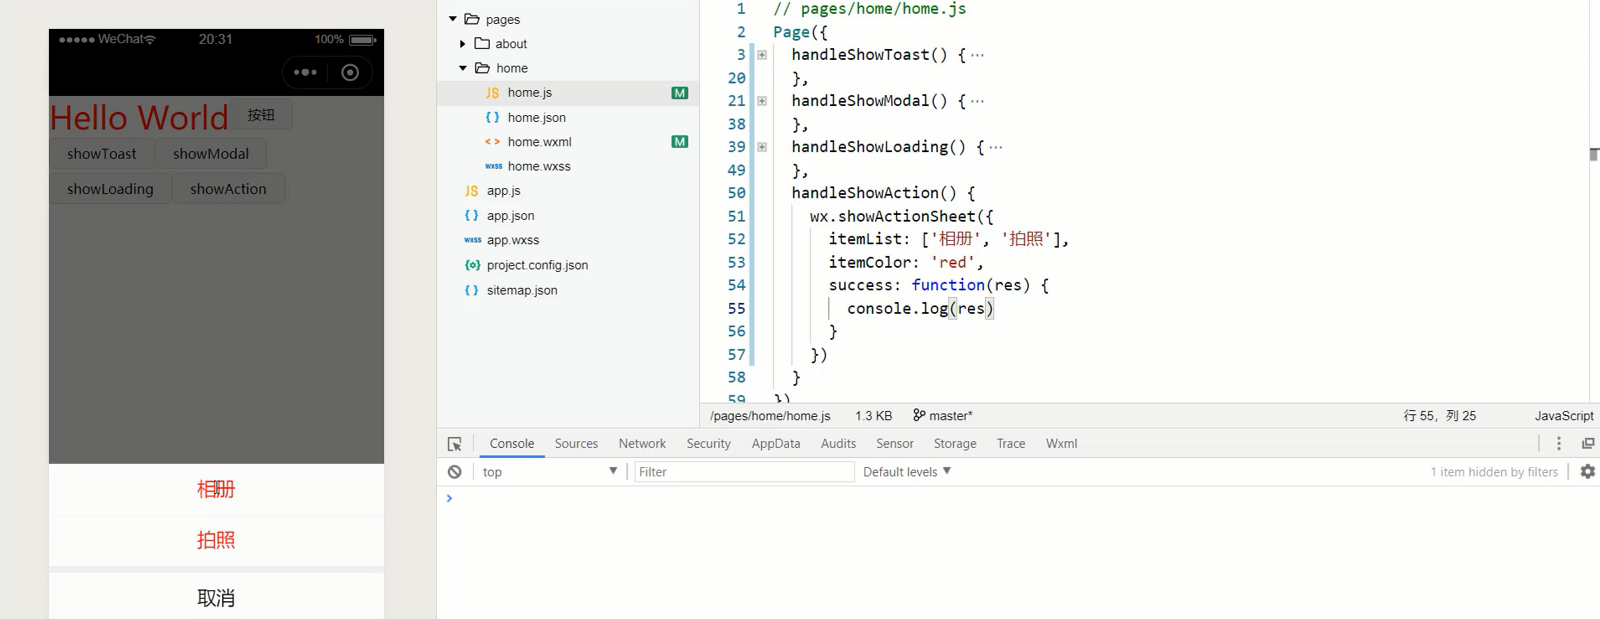 WeChat 20:31 100%
Hello World 按钮
showToast showModal
showLoading showAction
相册
拍照
取消
pages
about
home
JS home.js M
{ } home.json
< > home.wxml M
wxss home.wxss
JS app.js
{ } app.json
wxss app.wxss
{o} project.config.json
{ } sitemap.json
1 // pages/home/home.js
2 Page({
3 handleShowToast() {···
20 },
21 handleShowModal() {···
38 },
39 handleShowLoading() {···
49 },
50 handleShowAction() {
51 wx.showActionSheet({
52 itemList: ['相册', '拍照'],
53 itemColor: 'red',
54 success: function(res) {
55 console.log(res)
56 }
57 })
58 }
59 })
/pages/home/home.js 1.3 KB master* 行 55，列 25 JavaScript
Console Sources Network Security AppData Audits Sensor Storage Trace Wxml
top Filter Default levels 1 item hidden by filters